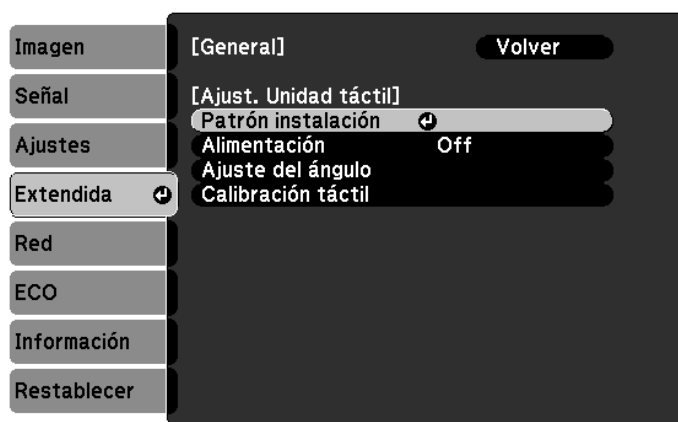 Imagen
Señal
Ajustes
Extendida
Red
ECO
Información
Restablecer
[General] Volver
[Ajust. Unidad táctil]
Patrón instalación
Alimentación Off
Ajuste del ángulo
Calibración táctil